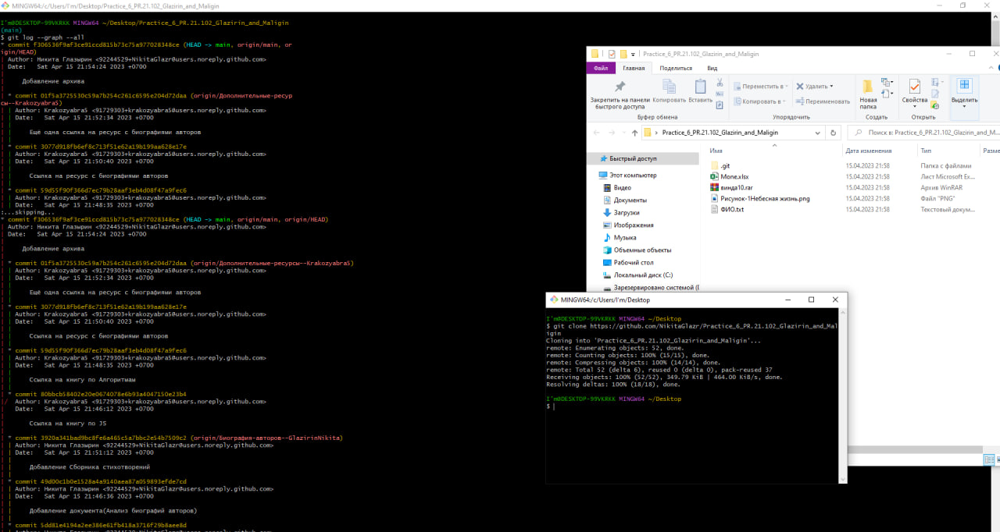 MINGW64:/c/Users/I'm/Desktop/Practice_6_PR.21.102_Glazirin_and_Maligin
I'm@DESKTOP-99VKRKK MINGW64 ~/Desktop/Practice_6_PR.21.102_Glazirin_and_Maligin
(main)
$ git log --graph --all
* commit f306536f9af3ce91ccd815b73c75a977028348ce (HEAD -> main, origin/main, or
igin/HEAD)
| Author: Никита Глазырин <92244529+NikitaGlazr@users.noreply.github.com>
| Date:   Sat Apr 15 21:54:24 2023 +0700
|
|     Добавление архива
|
| * commit 01f5a3725530c59a7b254c261c6595e204d72daa (origin/Дополнительные-ресур
сы--Krakozyabra5)
| | Author: Krakozyabra5 <91729303+krakozyabra5@users.noreply.github.com>
| | Date:   Sat Apr 15 21:52:34 2023 +0700
| |
| |     Ещё одна ссылка на ресурс с биографиями авторов
| |
| * commit 3077d918fb6ef8c713f51e62a19b199aa628e17e
| | Author: Krakozyabra5 <91729303+krakozyabra5@users.noreply.github.com>
| | Date:   Sat Apr 15 21:50:40 2023 +0700
| |
| |     Ссылка на ресурс с биографиями авторов
| |
| * commit 59d55f90f366d7ec79b28aaf3eb4d08f47a9fec6
| | Author: Krakozyabra5 <91729303+krakozyabra5@users.noreply.github.com>
| | Date:   Sat Apr 15 21:48:35 2023 +0700
:...skipping...
* commit f306536f9af3ce91ccd815b73c75a977028348ce (HEAD -> main, origin/main, origin/HEAD)
| Author: Никита Глазырин <92244529+NikitaGlazr@users.noreply.github.com>
| Date:   Sat Apr 15 21:54:24 2023 +0700
|
|     Добавление архива
|
| * commit 01f5a3725530c59a7b254c261c6595e204d72daa (origin/Дополнительные-ресурсы--Krakozyabra5)
| | Author: Krakozyabra5 <91729303+krakozyabra5@users.noreply.github.com>
| | Date:   Sat Apr 15 21:52:34 2023 +0700
| |
| |     Ещё одна ссылка на ресурс с биографиями авторов
| |
| * commit 3077d918fb6ef8c713f51e62a19b199aa628e17e
| | Author: Krakozyabra5 <91729303+krakozyabra5@users.noreply.github.com>
| | Date:   Sat Apr 15 21:50:40 2023 +0700
| |
| |     Ссылка на ресурс с биографиями авторов
| |
| * commit 59d55f90f366d7ec79b28aaf3eb4d08f47a9fec6
| | Author: Krakozyabra5 <91729303+krakozyabra5@users.noreply.github.com>
| | Date:   Sat Apr 15 21:48:35 2023 +0700
| |
| |     Ссылка на книгу по Алгоритмам
| |
| * commit 80bbcb58402e20e0674078e6b93a4047150e23b4
|/  Author: Krakozyabra5 <91729303+krakozyabra5@users.noreply.github.com>
|   Date:   Sat Apr 15 21:46:12 2023 +0700
|
|       Ссылка на книгу по JS
|
| * commit 3920a341bad9bc8fe6a465c5a7bbc2e54b7509c2 (origin/Биография-авторов--GlazirinNikita)
| | Author: Никита Глазырин <92244529+NikitaGlazr@users.noreply.github.com>
| | Date:   Sat Apr 15 21:51:12 2023 +0700
| |
| |     Добавление Сборника стихотворений
| |
| * commit 49d00c1b0e1528a4a9140aea87a059893efde7cd
| | Author: Никита Глазырин <92244529+NikitaGlazr@users.noreply.github.com>
| | Date:   Sat Apr 15 21:46:36 2023 +0700
| |
| |     Добавление документа(Анализ биографий авторов)
| |
| * commit 5dd81e4194a2ee386e61fb418a3716f29b8aee8d
Practice_6_PR.21.102_Glazirin_and_Maligin
Файл Главная Поделиться Вид
Закрепить на панели быстрого доступа
Копировать
Вставить
Переместить в
Копировать в
Удалить
Переименовать
Новая папка
Свойства
Выделить
Буфер обмена Упорядочить Создать Открыть
Practice_6_PR.21.102_Glazirin_and_Maligin
Поиск в: Practice_6_PR.21.102_Glazirin_and_M...
Быстрый доступ
Этот компьютер
Видео
Документы
Загрузки
Изображения
Музыка
Объемные объекты
Рабочий стол
Локальный диск (C:)
Зарезервировано системой (
Имя Дата изменения Тип Разме
.git 15.04.2023 21:58 Папка с файлами
Mone.xlsx 15.04.2023 21:58 Лист Microsoft Ex...
винда10.rar 15.04.2023 21:58 Архив WinRAR
Рисунок-1Небесная жизнь.png 15.04.2023 21:58 Файл "PNG"
ФИО.txt 15.04.2023 21:58 Текстовый докум...
MINGW64:/c/Users/I'm/Desktop
I'm@DESKTOP-99VKRKK MINGW64 ~/Desktop
$ git clone https://github.com/NikitaGlazr/Practice_6_PR.21.102_Glazirin_and_Mal
igin
Cloning into 'Practice_6_PR.21.102_Glazirin_and_Maligin'...
remote: Enumerating objects: 52, done.
remote: Counting objects: 100% (15/15), done.
remote: Compressing objects: 100% (14/14), done.
remote: Total 52 (delta 6), reused 0 (delta 0), pack-reused 37
Receiving objects: 100% (52/52), 349.79 KiB | 464.00 KiB/s, done.
Resolving deltas: 100% (18/18), done.
I'm@DESKTOP-99VKRKK MINGW64 ~/Desktop
$